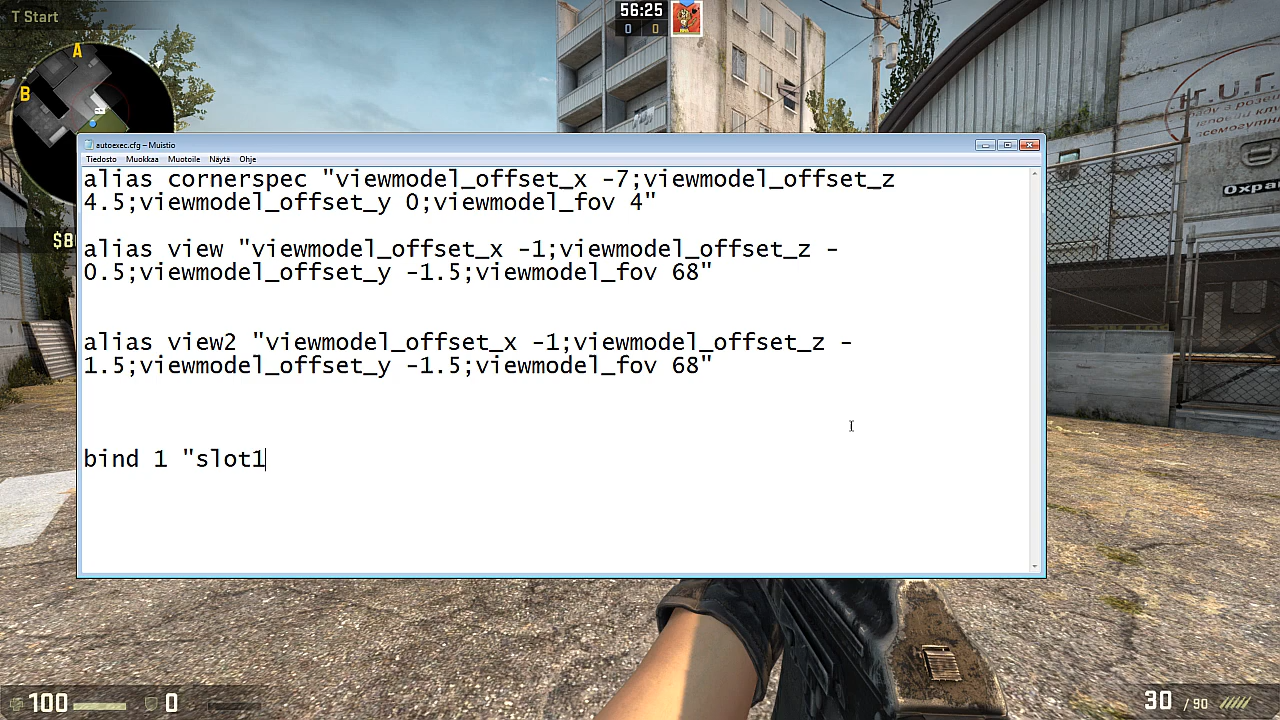 T Start
56:25
0 0
A
B
$80
autoexec.cfg – Muistio
Tiedosto Muokkaa Muotoile Näytä Ohje
alias cornerspec "viewmodel_offset_x -7;viewmodel_offset_z
4.5;viewmodel_offset_y 0;viewmodel_fov 4"
alias view "viewmodel_offset_x -1;viewmodel_offset_z -
0.5;viewmodel_offset_y -1.5;viewmodel_fov 68"
alias view2 "viewmodel_offset_x -1;viewmodel_offset_z -
1.5;viewmodel_offset_y -1.5;viewmodel_fov 68"
bind 1 "slot1
Охра
100 0
30 / 90